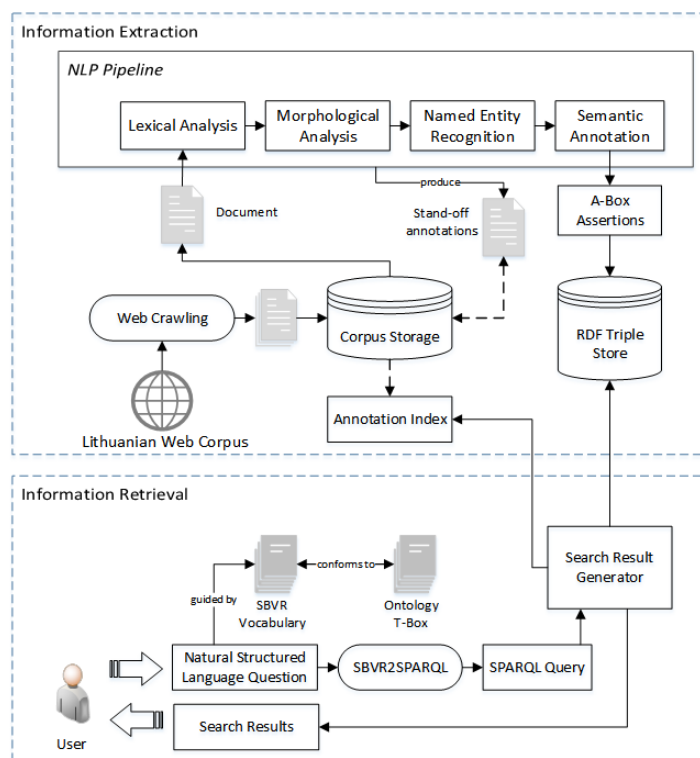 Information Extraction
NLP Pipeline
Lexical Analysis
Morphological
Analysis
Named Entity
Recognition
Semantic
Annotation
Document
produce
Stand-off
annotations
A-Box
Assertions
Web Crawling
Corpus Storage
RDF Triple
Store
Lithuanian Web Corpus
Annotation Index
Information Retrieval
Search Result
Generator
guided by
SBVR
Vocabulary
conforms to
Ontology
T-Box
Natural Structured
Language Question
SBVR2SPARQL
SPARQL Query
User
Search Results